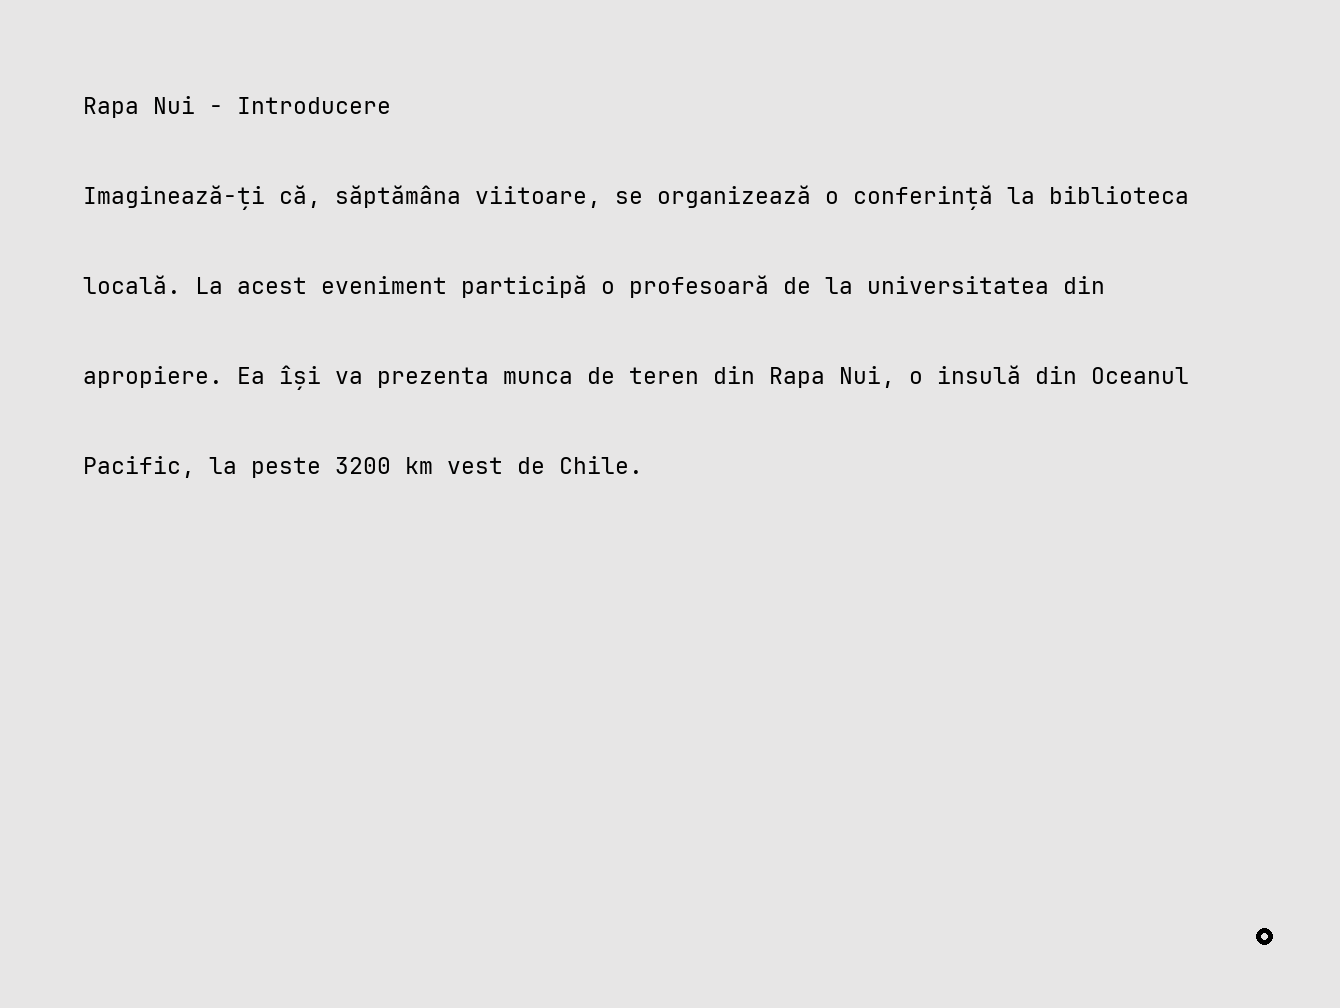 Rapa Nui - Introducere
Imaginează-ți că, săptămâna viitoare, se organizează o conferință la biblioteca
locală. La acest eveniment participă o profesoară de la universitatea din
apropiere. Ea își va prezenta munca de teren din Rapa Nui, o insulă din Oceanul
Pacific, la peste 3200 km vest de Chile.